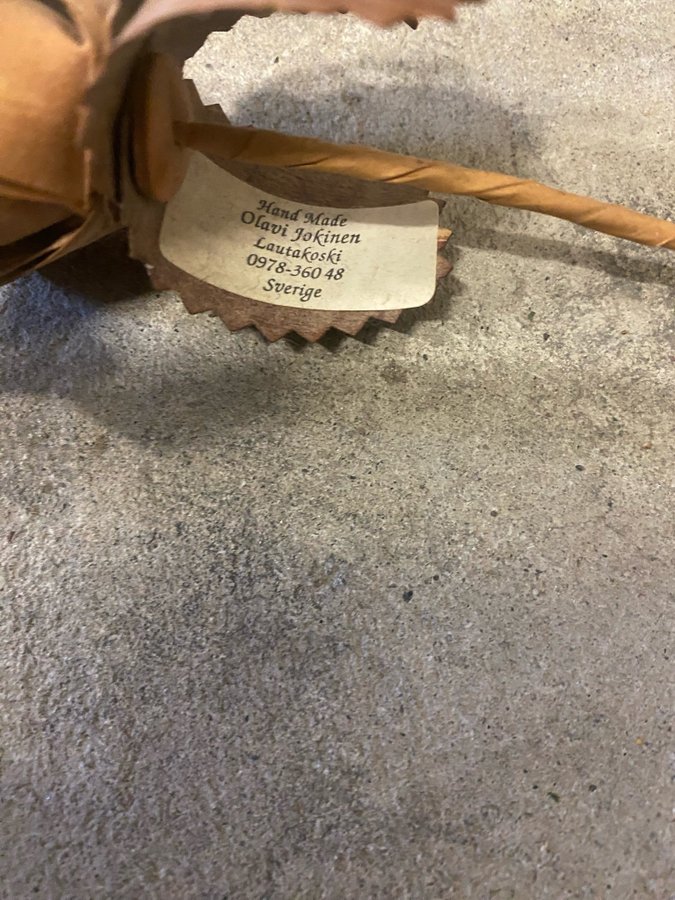 Hand Made
Olavi Jokinen
Lautakoski
0978-360 48
Sverige